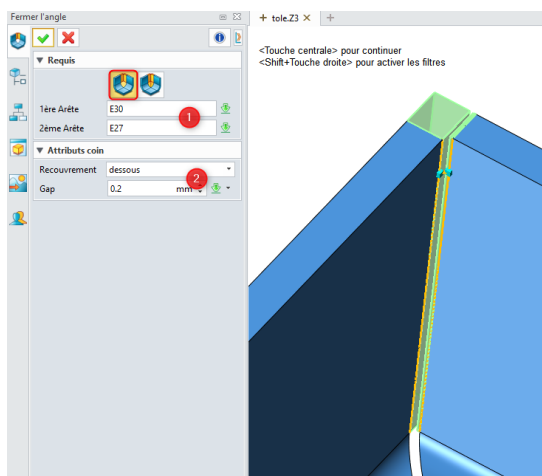 Fermer l'angle
+ tole.Z3 × +
<Touche centrale> pour continuer
<Shift+Touche droite> pour activer les filtres
▼ Requis
1ère Arête E30
1
2ème Arête E27
▼ Attributs coin
Recouvrement dessous
2
Gap 0.2 mm